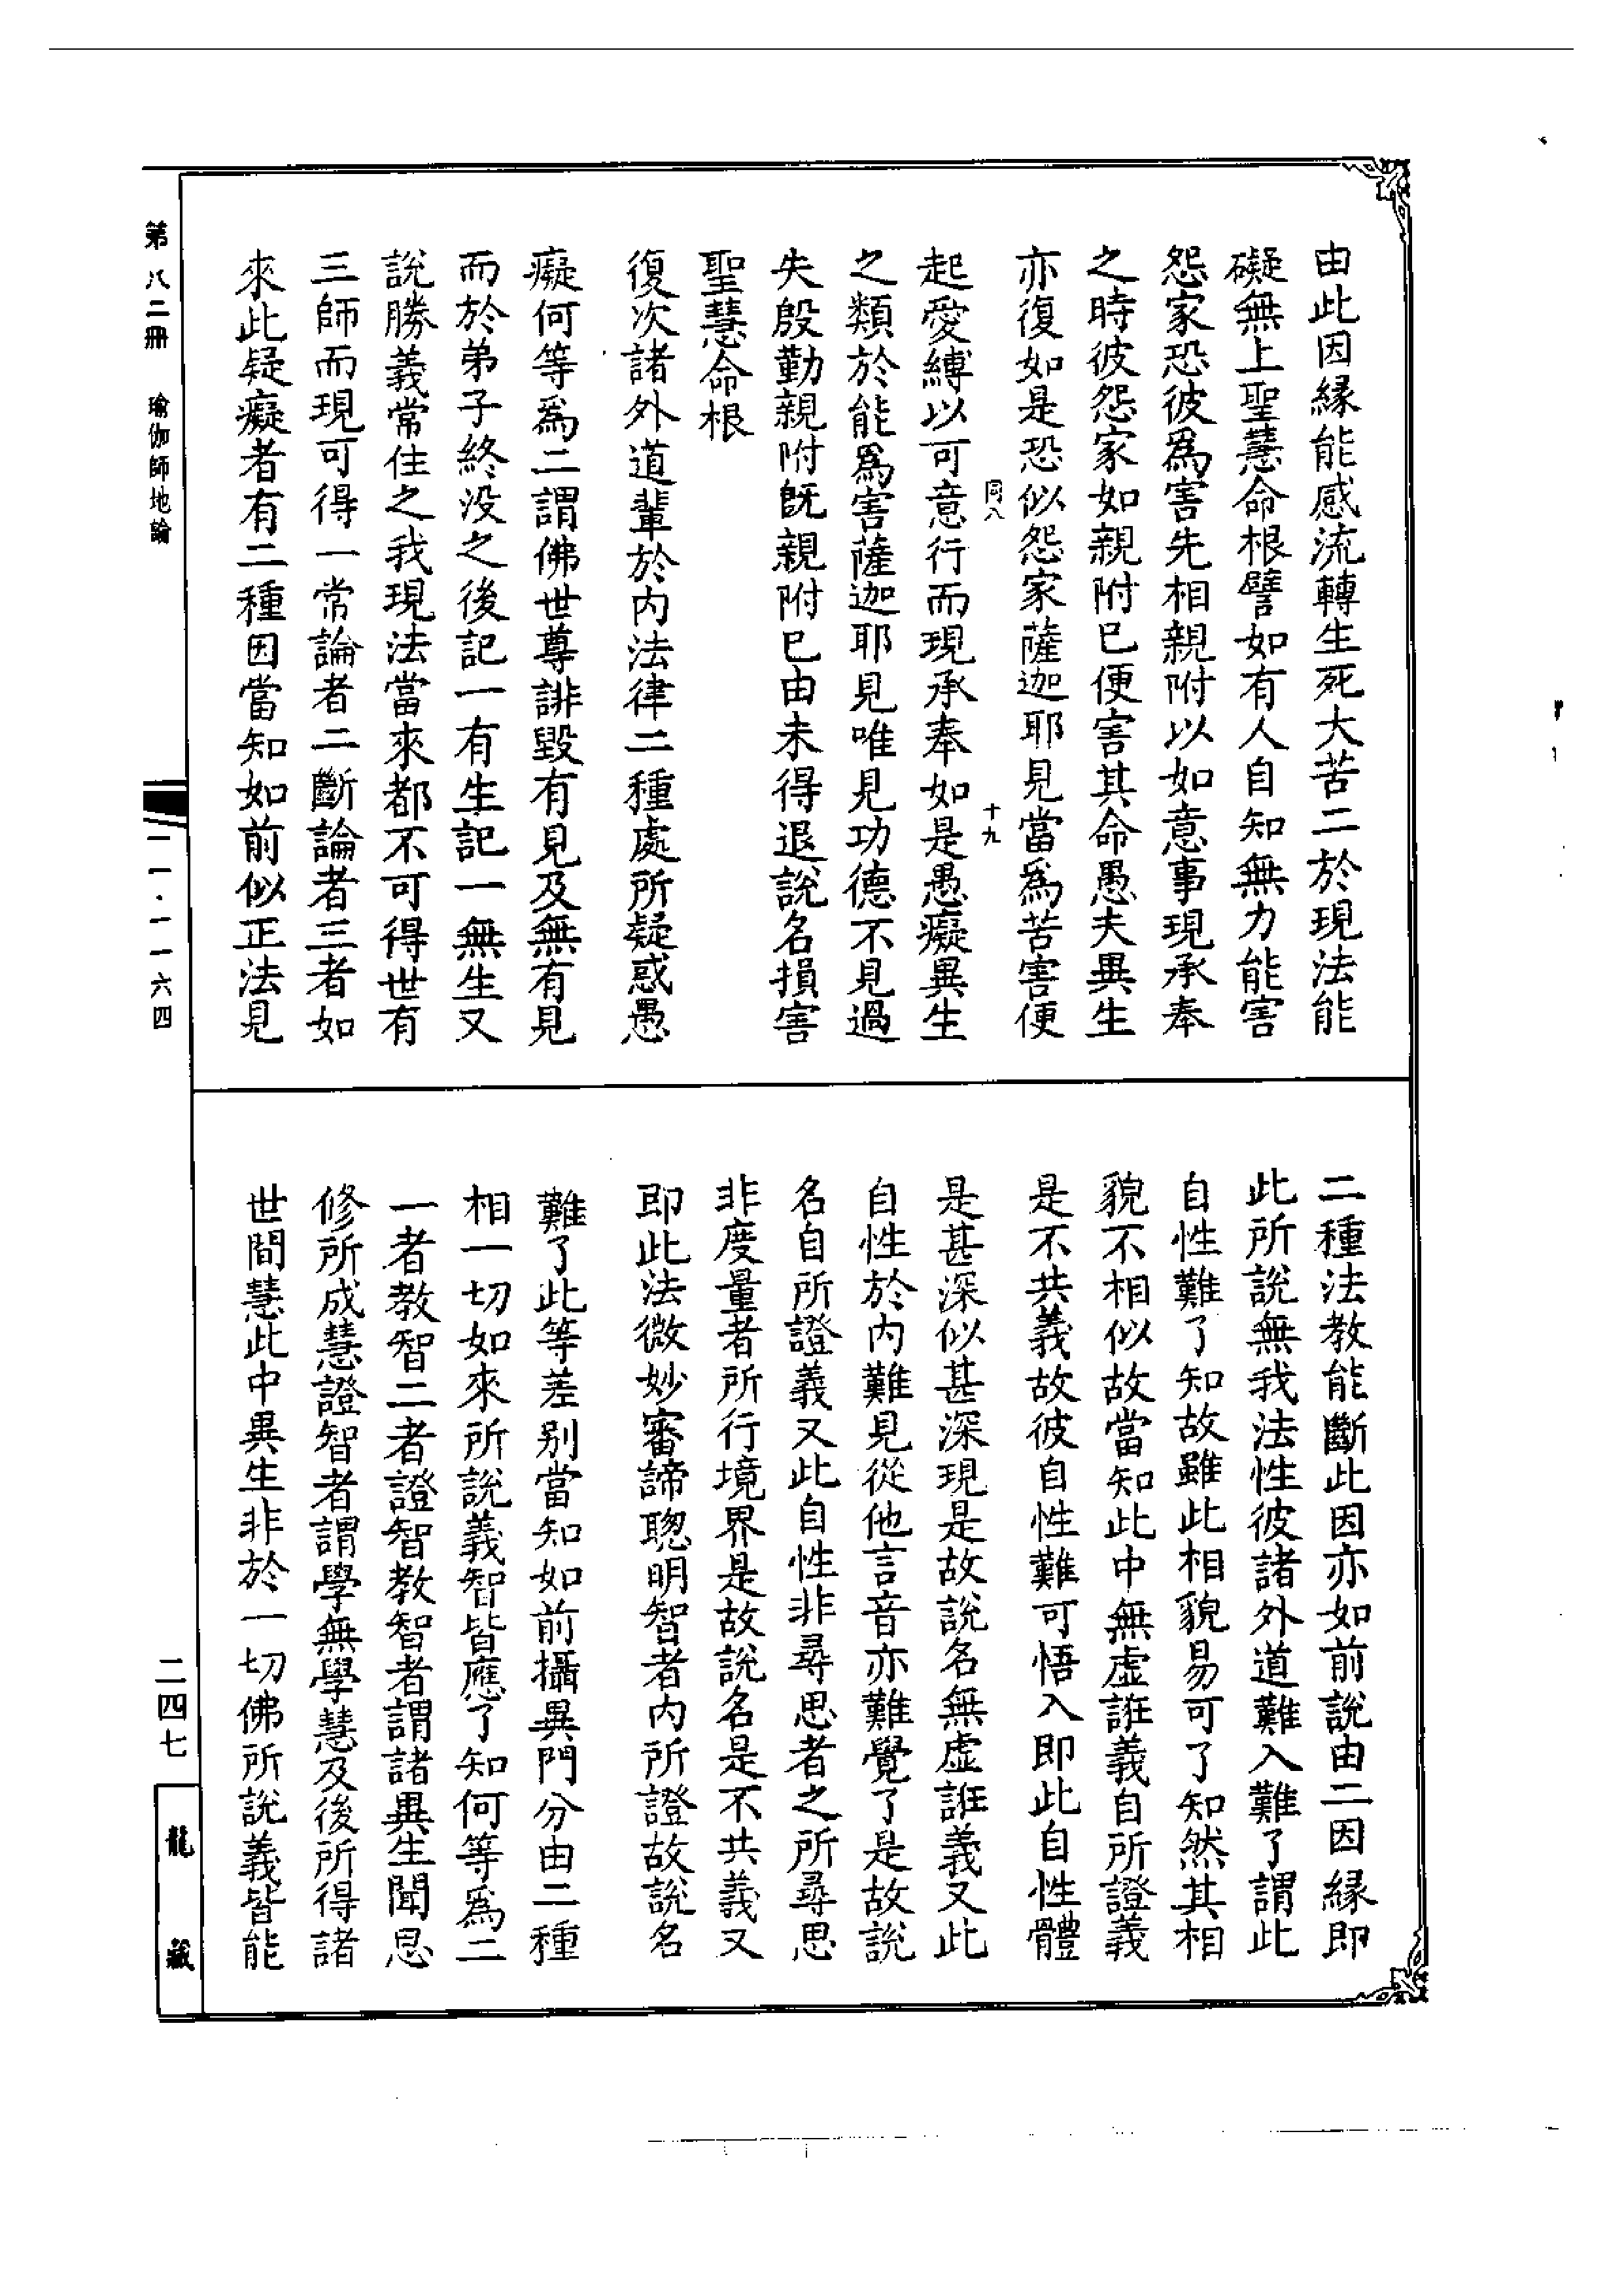 由此因緣能感流轉生死大苦二於現法能
礙無上聖慧命根譬如有人自知無力能害
怨家恐彼爲害先相親附以如意事現承奉
之時彼怨家如親附已便害其命愚夫異生
亦復如是恐似怨家薩迦耶見當爲苦害便
同八
十九
起愛縛以可意行而現承奉如是愚癡異生
之類於能爲害薩迦耶見唯見功德不見過
失殷勤親附旣親附已由未得退說名損害
聖慧命根
復次諸外道輩於內法律二種處所疑惑愚
癡何等爲二謂佛世尊誹毀有見及無有見
而於弟子終没之後記一有生記一無生又
說勝義常住之我現法當來都不可得世有
三師而現可得一常論者二斷論者三者如
來此疑癡者有二種因當知如前似正法見
二種法教能斷此因亦如前說由二因緣即
此所說無我法性彼諸外道難入難了謂此
自性難了知故雖此相貌易可了知然其相
貌不相似故當知此中無虛誑義自所證義
是不共義故彼自性難可悟入即此自性體
是甚深似甚深現是故說名無虛誑義又此
自性於內難見從他言音亦難覺了是故說
名自所證義又此自性非尋思者之所尋思
非度量者所行境界是故說名是不共義又
即此法微妙審諦聰明智者內所證故說名
難了此等差别當知如前攝異門分由二種
相一切如來所說義智皆應了知何等爲二
一者教智二者證智教智者謂諸異生聞思
修所成慧證智者謂學無學慧及後所得諸
世間慧此中異生非於一切佛所說義皆能
第八二冊
瑜伽師地論
一一·一一六四
二四七
龍藏